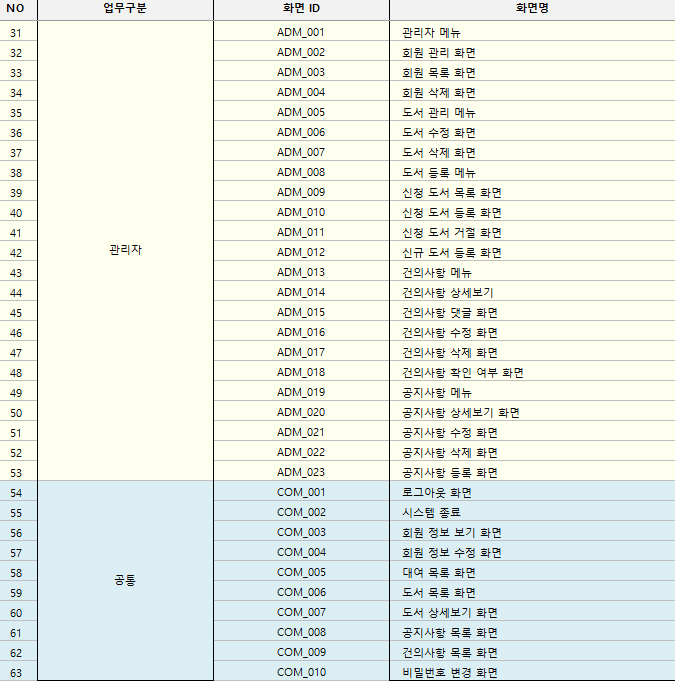 NO 업무구분 화면 ID 화면명
31 ADM_001 관리자 메뉴
32 ADM_002 회원 관리 화면
33 ADM_003 회원 목록 화면
34 ADM_004 회원 삭제 화면
35 ADM_005 도서 관리 메뉴
36 ADM_006 도서 수정 화면
37 ADM_007 도서 삭제 화면
38 ADM_008 도서 등록 메뉴
39 ADM_009 신청 도서 목록 화면
40 ADM_010 신청 도서 등록 화면
41 ADM_011 신청 도서 거절 화면
관리자
42 ADM_012 신규 도서 등록 화면
43 ADM_013 건의사항 메뉴
44 ADM_014 건의사항 상세보기
45 ADM_015 건의사항 댓글 화면
46 ADM_016 건의사항 수정 화면
47 ADM_017 건의사항 삭제 화면
48 ADM_018 건의사항 확인 여부 화면
49 ADM_019 공지사항 메뉴
50 ADM_020 공지사항 상세보기 화면
51 ADM_021 공지사항 수정 화면
52 ADM_022 공지사항 삭제 화면
53 ADM_023 공지사항 등록 화면
54 COM_001 로그아웃 화면
55 COM_002 시스템 종료
56 COM_003 회원 정보 보기 화면
57 COM_004 회원 정보 수정 화면
58 COM_005 대여 목록 화면
공통
59 COM_006 도서 목록 화면
60 COM_007 도서 상세보기 화면
61 COM_008 공지사항 목록 화면
62 COM_009 건의사항 목록 화면
63 COM_010 비밀번호 변경 화면